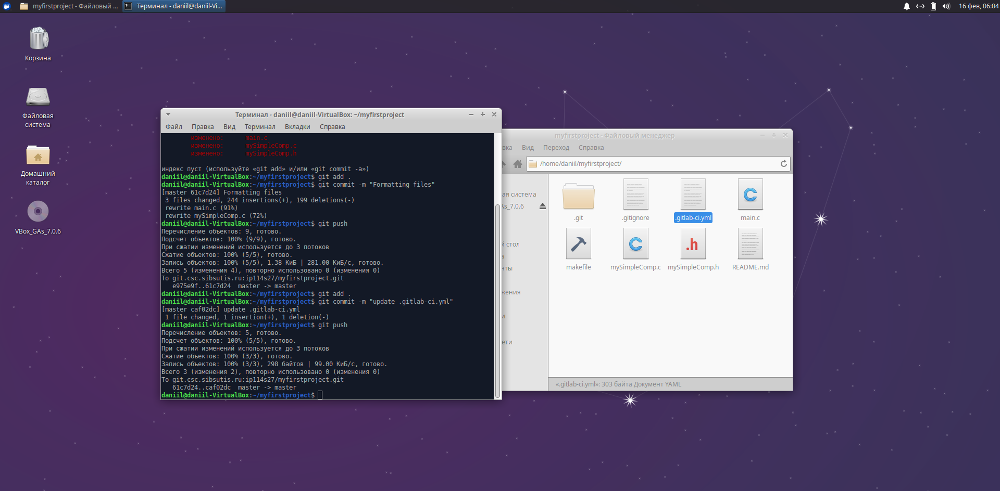 myfirstproject - Файловый ...
Терминал - daniil@daniil-Vi...
16 фев, 06:04
Корзина
Файловая
система
Домашний
каталог
VBox_GAs_7.0.6
Терминал - daniil@daniil-VirtualBox: ~/myfirstproject
Файл Правка Вид Терминал Вкладки Справка
изменено: main.c
изменено: mySimpleComp.c
изменено: mySimpleComp.h
индекс пуст (используйте «git add» и/или «git commit -a»)
daniil@daniil-VirtualBox:~/myfirstproject$ git add .
daniil@daniil-VirtualBox:~/myfirstproject$ git commit -m "Formatting files"
[master 61c7d24] Formatting files
3 files changed, 244 insertions(+), 199 deletions(-)
rewrite main.c (91%)
rewrite mySimpleComp.c (72%)
daniil@daniil-VirtualBox:~/myfirstproject$ git push
Перечисление объектов: 9, готово.
Подсчет объектов: 100% (9/9), готово.
При сжатии изменений используется до 3 потоков
Сжатие объектов: 100% (5/5), готово.
Запись объектов: 100% (5/5), 1.38 КиБ | 281.00 КиБ/с, готово.
Всего 5 (изменения 4), повторно использовано 0 (изменения 0)
To git.csc.sibsutis.ru:ip114s27/myfirstproject.git
e975e9f..61c7d24 master -> master
daniil@daniil-VirtualBox:~/myfirstproject$ git add .
daniil@daniil-VirtualBox:~/myfirstproject$ git commit -m "update .gitlab-ci.yml"
[master caf02dc] update .gitlab-ci.yml
1 file changed, 1 insertion(+), 1 deletion(-)
daniil@daniil-VirtualBox:~/myfirstproject$ git push
Перечисление объектов: 5, готово.
Подсчет объектов: 100% (5/5), готово.
При сжатии изменений используется до 3 потоков
Сжатие объектов: 100% (3/3), готово.
Запись объектов: 100% (3/3), 298 байтов | 99.00 КиБ/с, готово.
Всего 3 (изменения 2), повторно использовано 0 (изменения 0)
To git.csc.sibsutis.ru:ip114s27/myfirstproject.git
61c7d24..caf02dc master -> master
daniil@daniil-VirtualBox:~/myfirstproject$
myfirstproject - Файловый менеджер
вка Вид Переход Справка
/home/daniil/myfirstproject/
ая система
As_7.0.6
й стол
а
нты
жения
и
ети
.git
.gitignore
.gitlab-ci.yml
main.c
.h
makefile
mySimpleComp.c
mySimpleComp.h
README.md
«.gitlab-ci.yml»: 303 байта Документ YAML